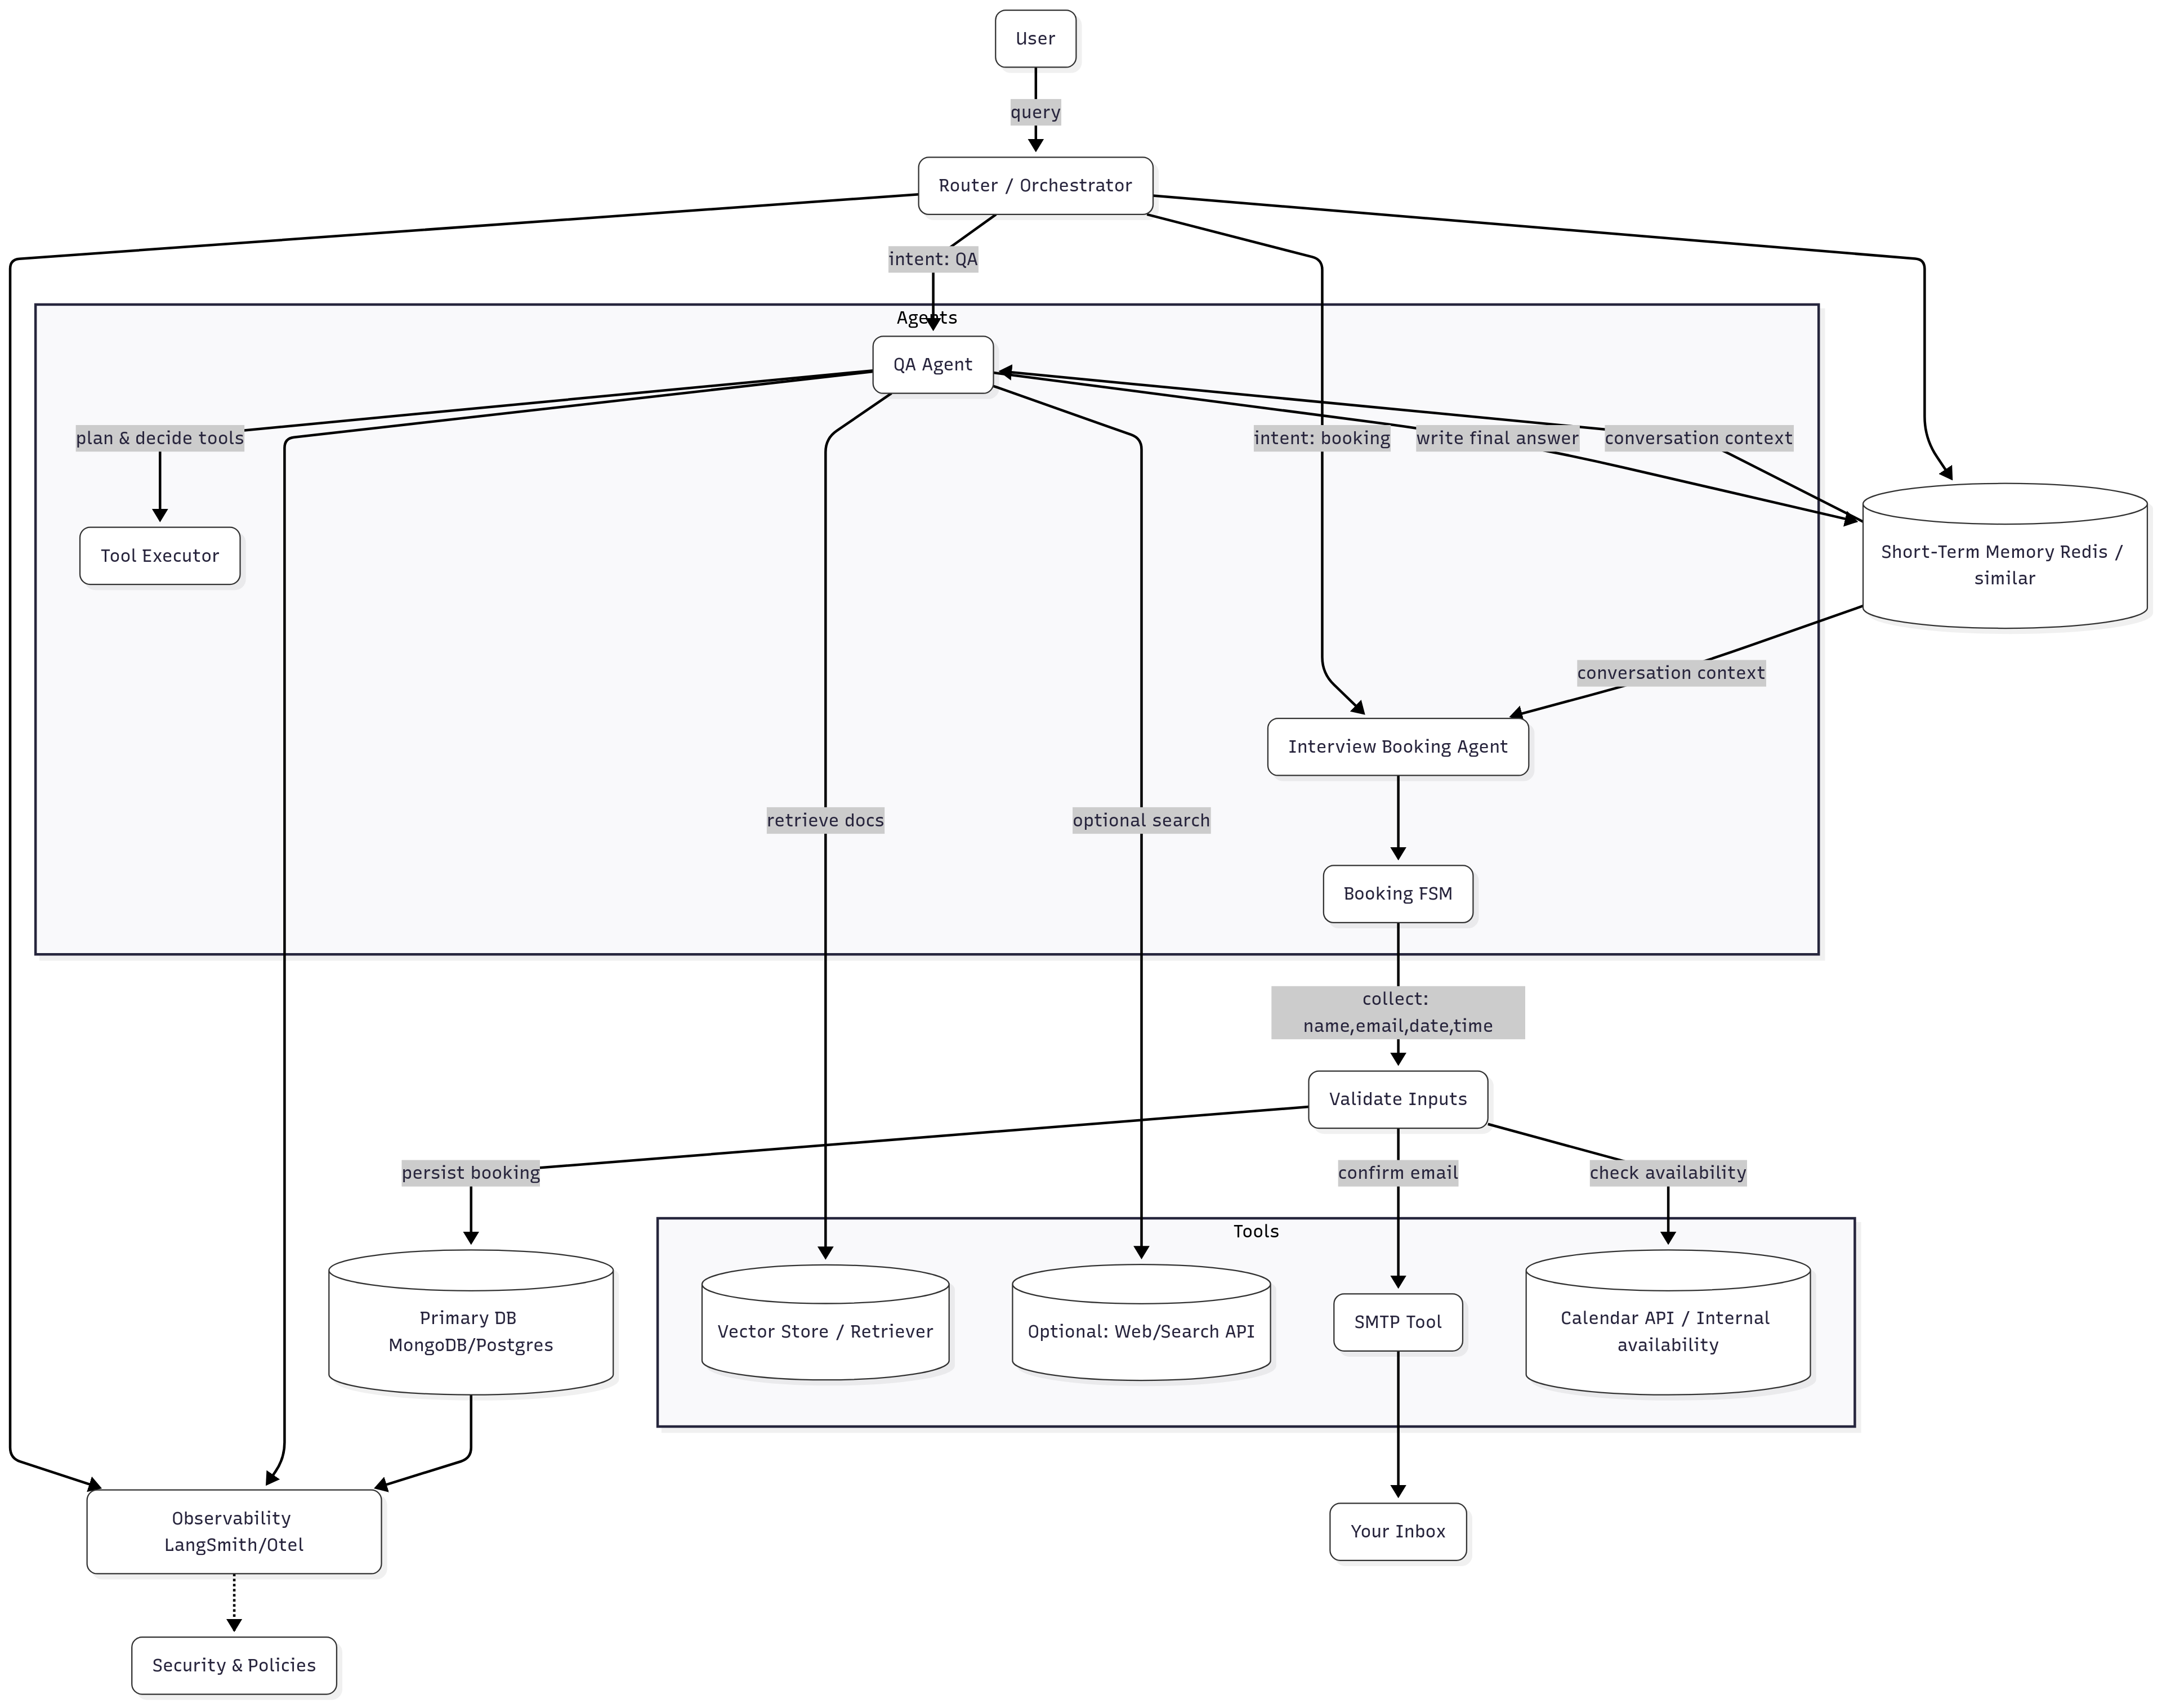 User
query
Router / Orchestrator
intent: QA
Agents
QA Agent
plan & decide tools
intent: booking
write final answer
conversation context
Tool Executor
Short-Term Memory Redis /
similar
conversation context
Interview Booking Agent
retrieve docs
optional search
Booking FSM
collect:
name,email,date,time
Validate Inputs
persist booking
confirm email
check availability
Tools
Primary DB
MongoDB/Postgres
Vector Store / Retriever
Optional: Web/Search API
SMTP Tool
Calendar API / Internal
availability
Observability
LangSmith/Otel
Your Inbox
Security & Policies